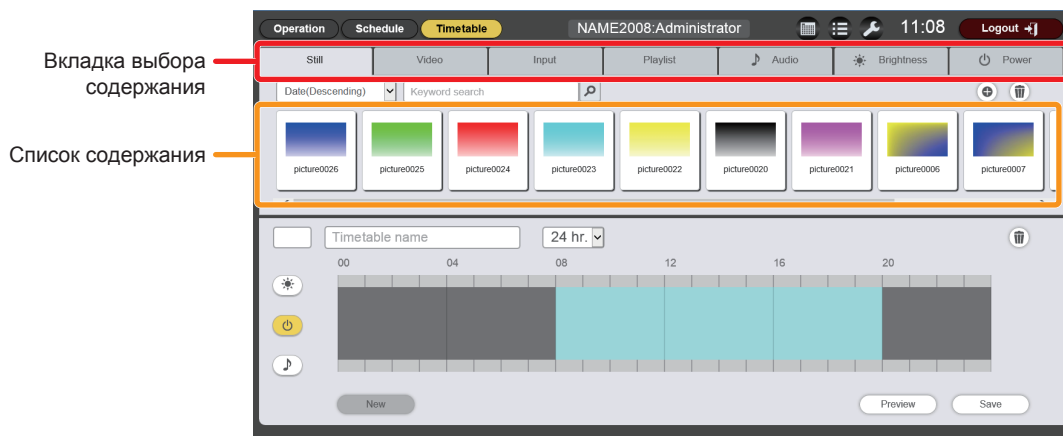 Operation Schedule Timetable NAME2008:Administrator 11:08 Logout
Вкладка выбора
содержания
Still Video Input Playlist Audio Brightness Power
Date(Descending) Keyword search
Список содержания
picture0026 picture0025 picture0024 picture0023 picture0022 picture0020 picture0021 picture0006 picture0007
Timetable name 24 hr.
00 04 08 12 16 20
New Preview Save